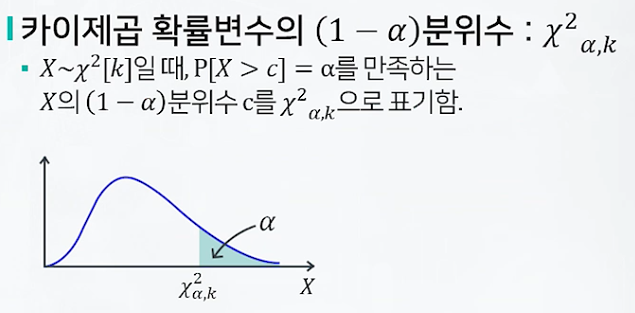 카이제곱 확률변수의 (1 − α)분위수 : χ²α,k
▪ X~χ²[k]일 때, P[X > c] = α를 만족하는
X의 (1 − α)분위수 c를 χ²α,k으로 표기함.
α
χ²α,k
X